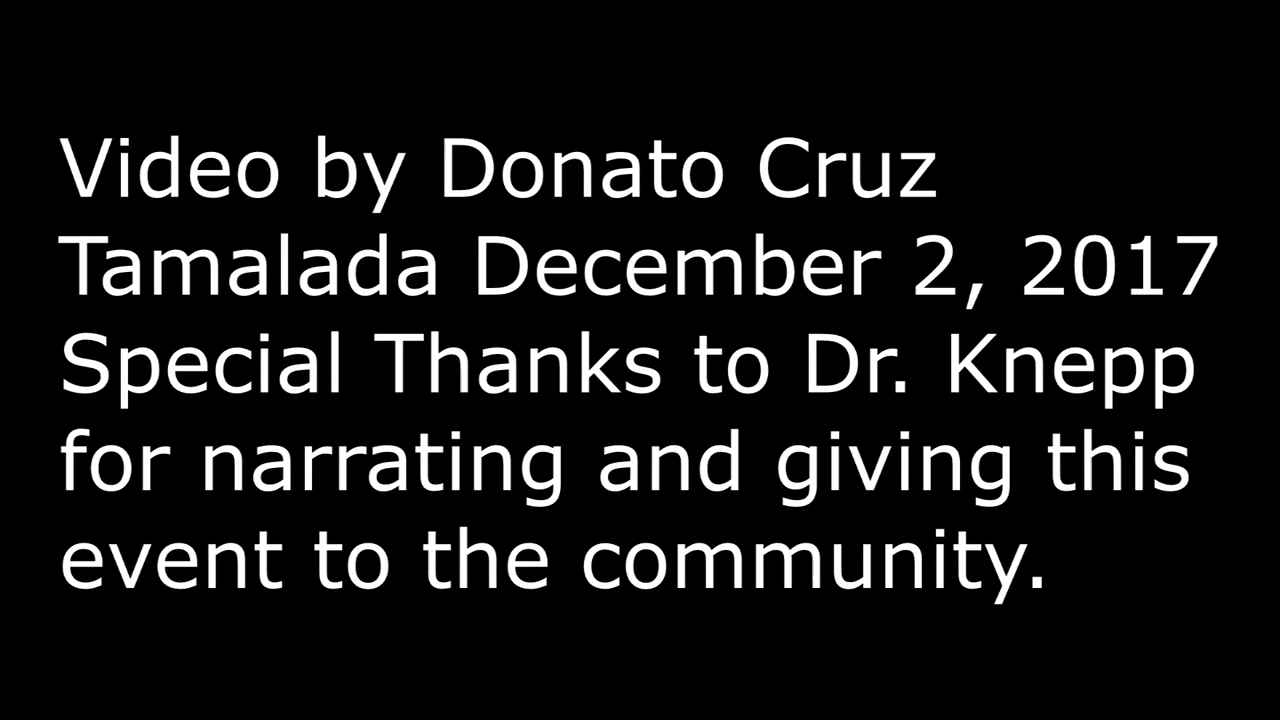 Video by Donato Cruz
Tamalada December 2, 2017
Special Thanks to Dr. Knepp
for narrating and giving this
event to the community.